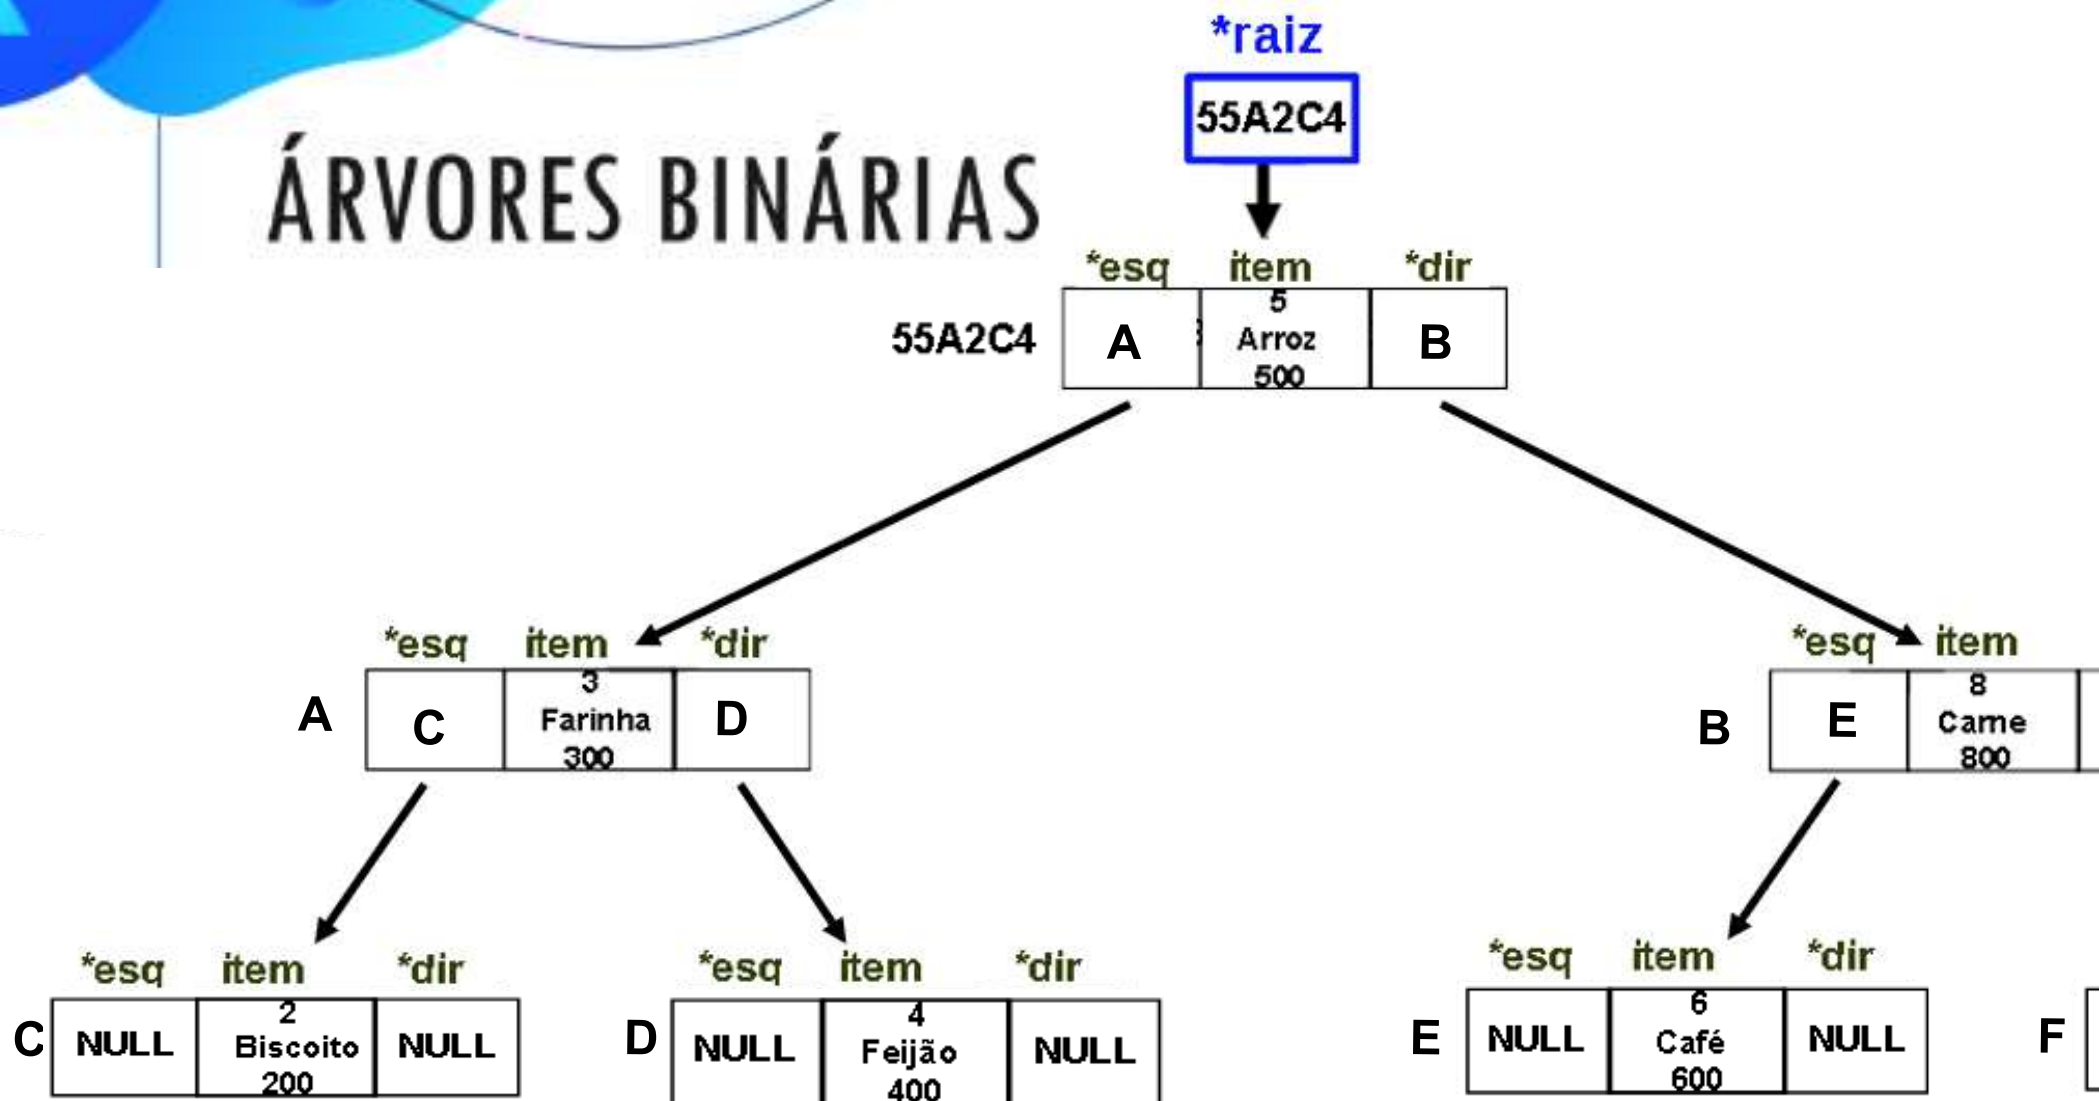 *raiz
55A2C4
ÁRVORES BINÁRIAS
*esq item *dir
55A2C4 A 5 B
Arroz
500
*esq item *dir
A C 3 D
Farinha
300
*esq item
B E 8
Carne
800
*esq item *dir
C NULL 2 NULL
Biscoito
200
*esq item *dir
D NULL 4 NULL
Feijão
400
*esq item *dir
E NULL 6 NULL
Café
600
F